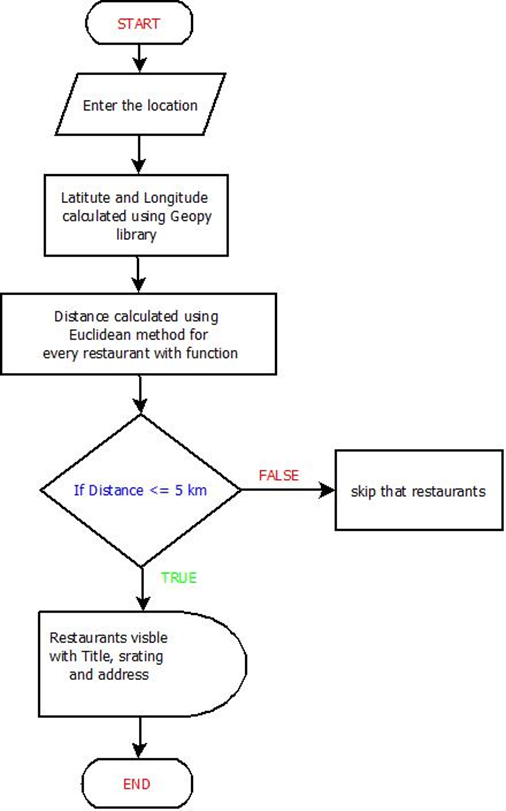 START
Enter the location
Latitute and Longitude
calculated using Geopy
library
Distance calculated using
Euclidean method for
every restaurant with function
If Distance <= 5 km
FALSE
skip that restaurants
TRUE
Restaurants visble
with Title, srating
and address
END